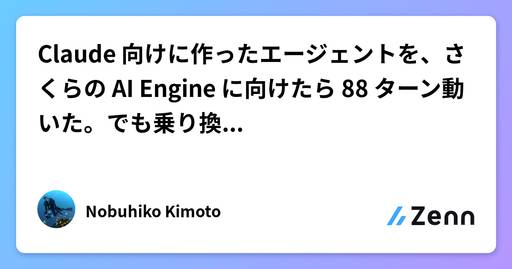 Claude 向けに作ったエージェントを、さ
くらの AI Engine に向けたら 88 ターン動
いた。でも乗り換...
Nobuhiko Kimoto
Zenn